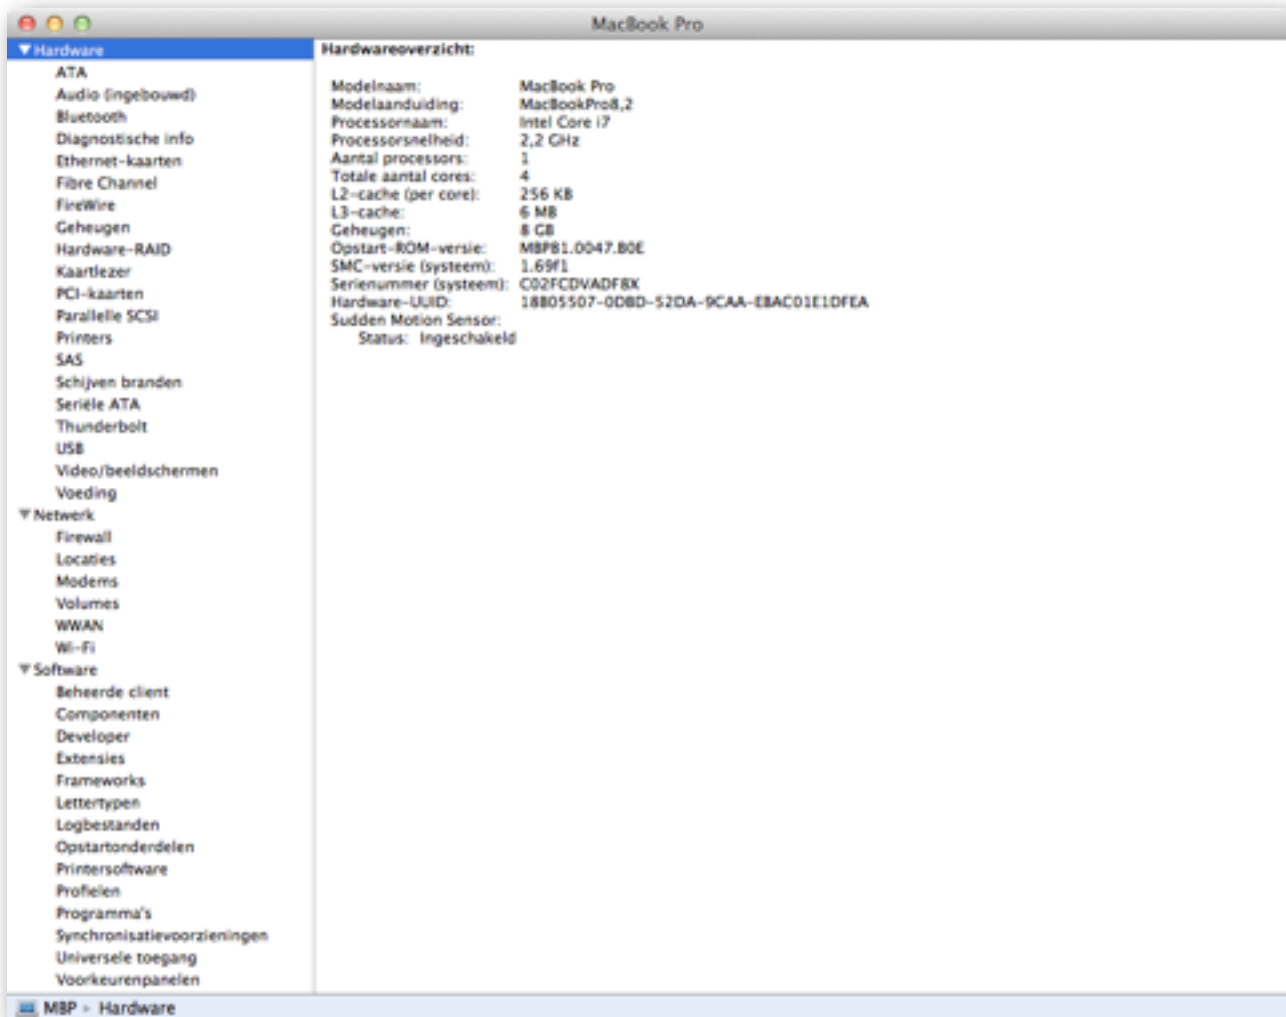 MacBook Pro
Hardware
ATA
Audio (ingebouwd)
Bluetooth
Diagnostische info
Ethernet-kaarten
Fibre Channel
FireWire
Geheugen
Hardware-RAID
Kaartlezer
PCI-kaarten
Parallelle SCSI
Printers
SAS
Schijven branden
Seriële ATA
Thunderbolt
USB
Video/beeldschermen
Voeding
Netwerk
Firewall
Locaties
Modems
Volumes
WWAN
Wi-Fi
Software
Beheerde client
Componenten
Developer
Extensies
Frameworks
Lettertypen
Logbestanden
Opstartonderdelen
Printersoftware
Profielen
Programma's
Synchronisatievoorzieningen
Universele toegang
Voorkeurenpanelen
Hardwareoverzicht:
Modelnaam: MacBook Pro
Modelaanduiding: MacBookPro8,2
Processornaam: Intel Core i7
Processorsnelheid: 2,2 GHz
Aantal processors: 1
Totale aantal cores: 4
L2-cache (per core): 256 KB
L3-cache: 6 MB
Geheugen: 8 GB
Opstart-ROM-versie: MBP81.0047.B0E
SMC-versie (systeem): 1.69f1
Serienummer (systeem): C02FCDVADF8X
Hardware-UUID: 18805507-0DBD-52DA-9CAA-E8AC01E1DFEA
Sudden Motion Sensor:
Status: Ingeschakeld
MBP ▸ Hardware